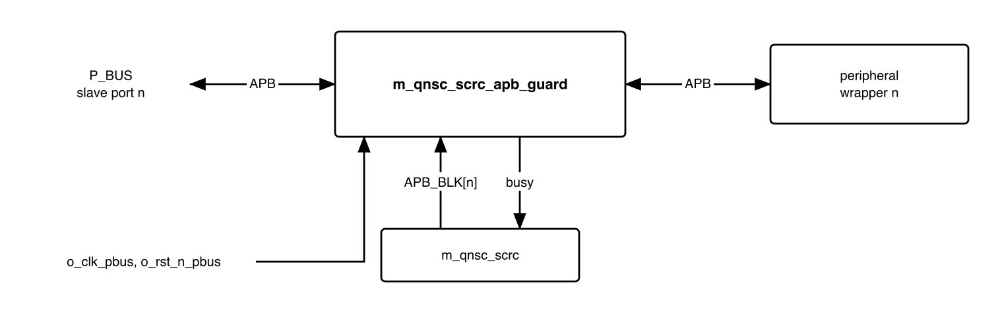 P_BUS
slave port n
APB
m_qnsc_scrc_apb_guard
APB
peripheral
wrapper n
APB_BLK[n]
busy
m_qnsc_scrc
o_clk_pbus, o_rst_n_pbus